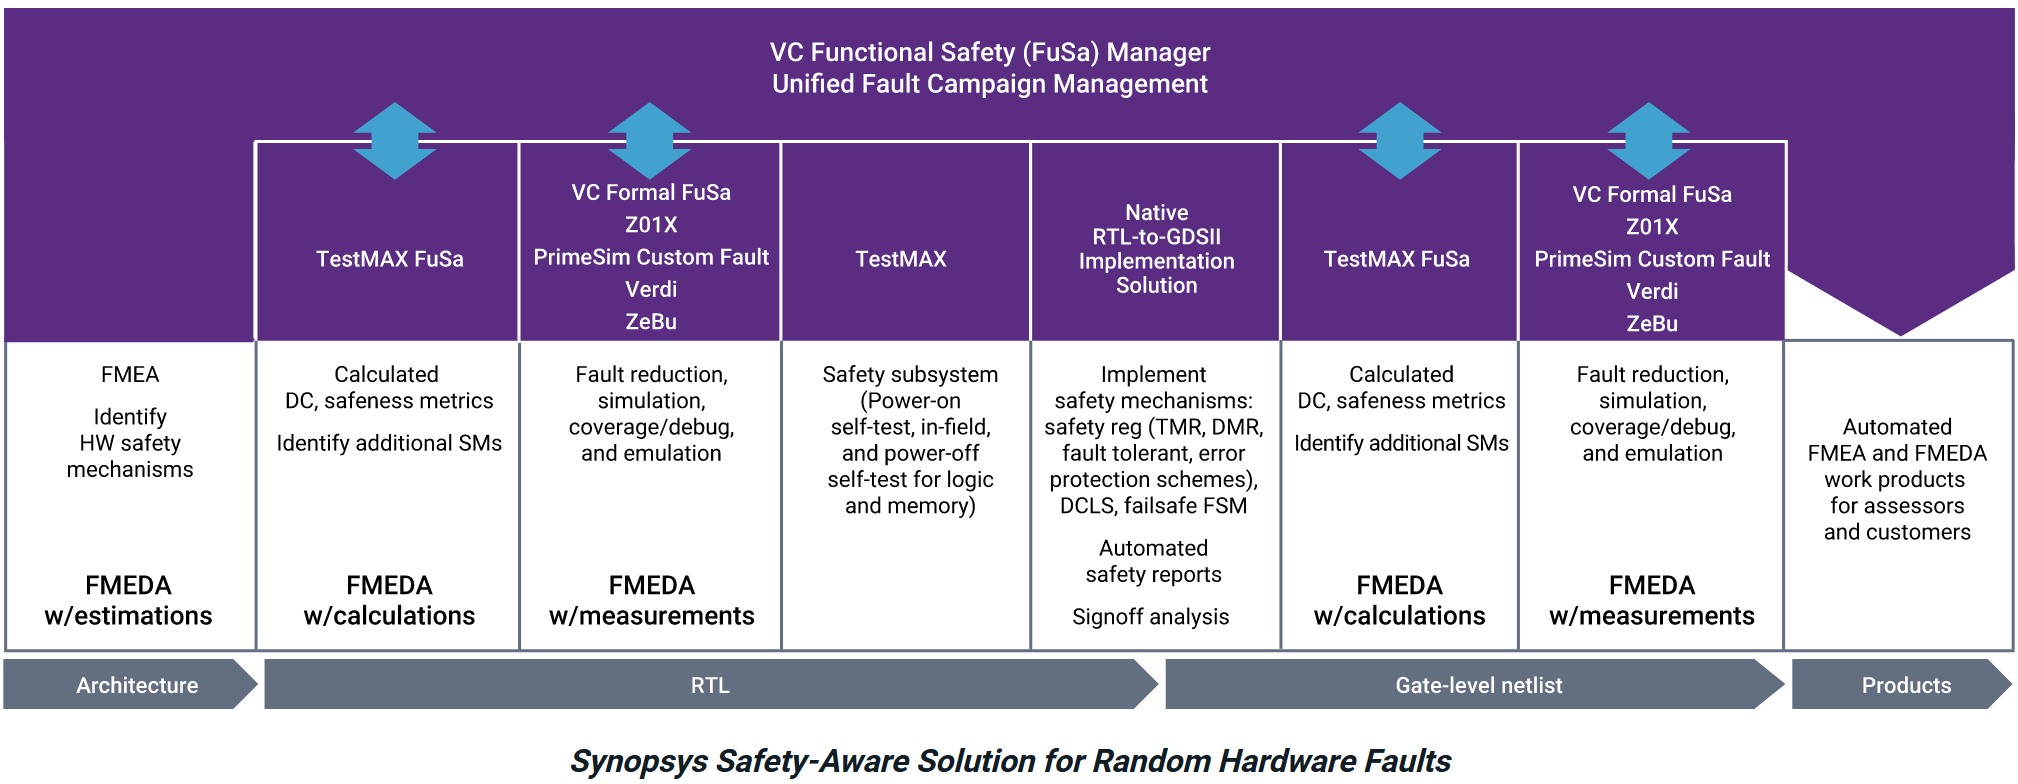 VC Functional Safety (FuSa) Manager
Unified Fault Campaign Management
TestMAX FuSa
VC Formal FuSa
Z01X
PrimeSim Custom Fault
Verdi
ZeBu
TestMAX
Native
RTL-to-GDSII
Implementation
Solution
TestMAX FuSa
VC Formal FuSa
Z01X
PrimeSim Custom Fault
Verdi
ZeBu
FMEA
Identify
HW safety
mechanisms
FMEDA
w/estimations
Calculated
DC, safeness metrics
Identify additional SMs
FMEDA
w/calculations
Fault reduction,
simulation,
coverage/debug,
and emulation
FMEDA
w/measurements
Safety subsystem
(Power-on
self-test, in-field,
and power-off
self-test for logic
and memory)
Implement
safety mechanisms:
safety reg (TMR, DMR,
fault tolerant, error
protection schemes),
DCLS, failsafe FSM
Automated
safety reports
Signoff analysis
Calculated
DC, safeness metrics
Identify additional SMs
FMEDA
w/calculations
Fault reduction,
simulation,
coverage/debug,
and emulation
FMEDA
w/measurements
Automated
FMEA and FMEDA
work products
for assessors
and customers
Architecture
RTL
Gate-level netlist
Products
Synopsys Safety-Aware Solution for Random Hardware Faults